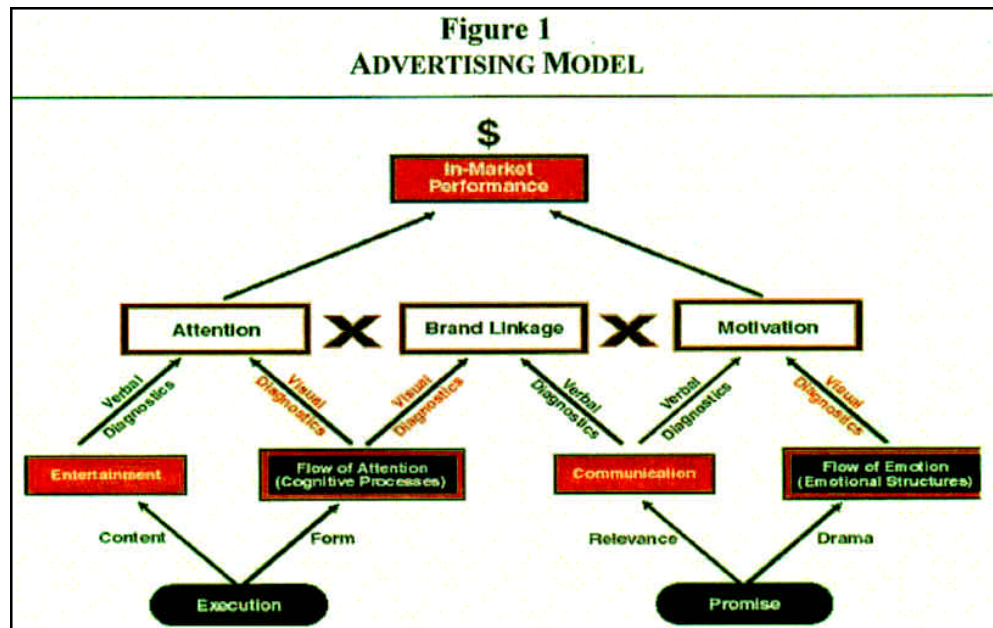 Figure 1
ADVERTISING MODEL
$
In-Market
Performance
Attention
X
Brand Linkage
X
Motivation
Verbal
Diagnostics
Visual
Diagnostics
Visual
Diagnostics
Verbal
Diagnostics
Verbal
Diagnostics
Visual
Diagnostics
Entertainment
Flow of Attention
(Cognitive Processes)
Communication
Flow of Emotion
(Emotional Structures)
Content
Form
Relevance
Drama
Execution
Promise